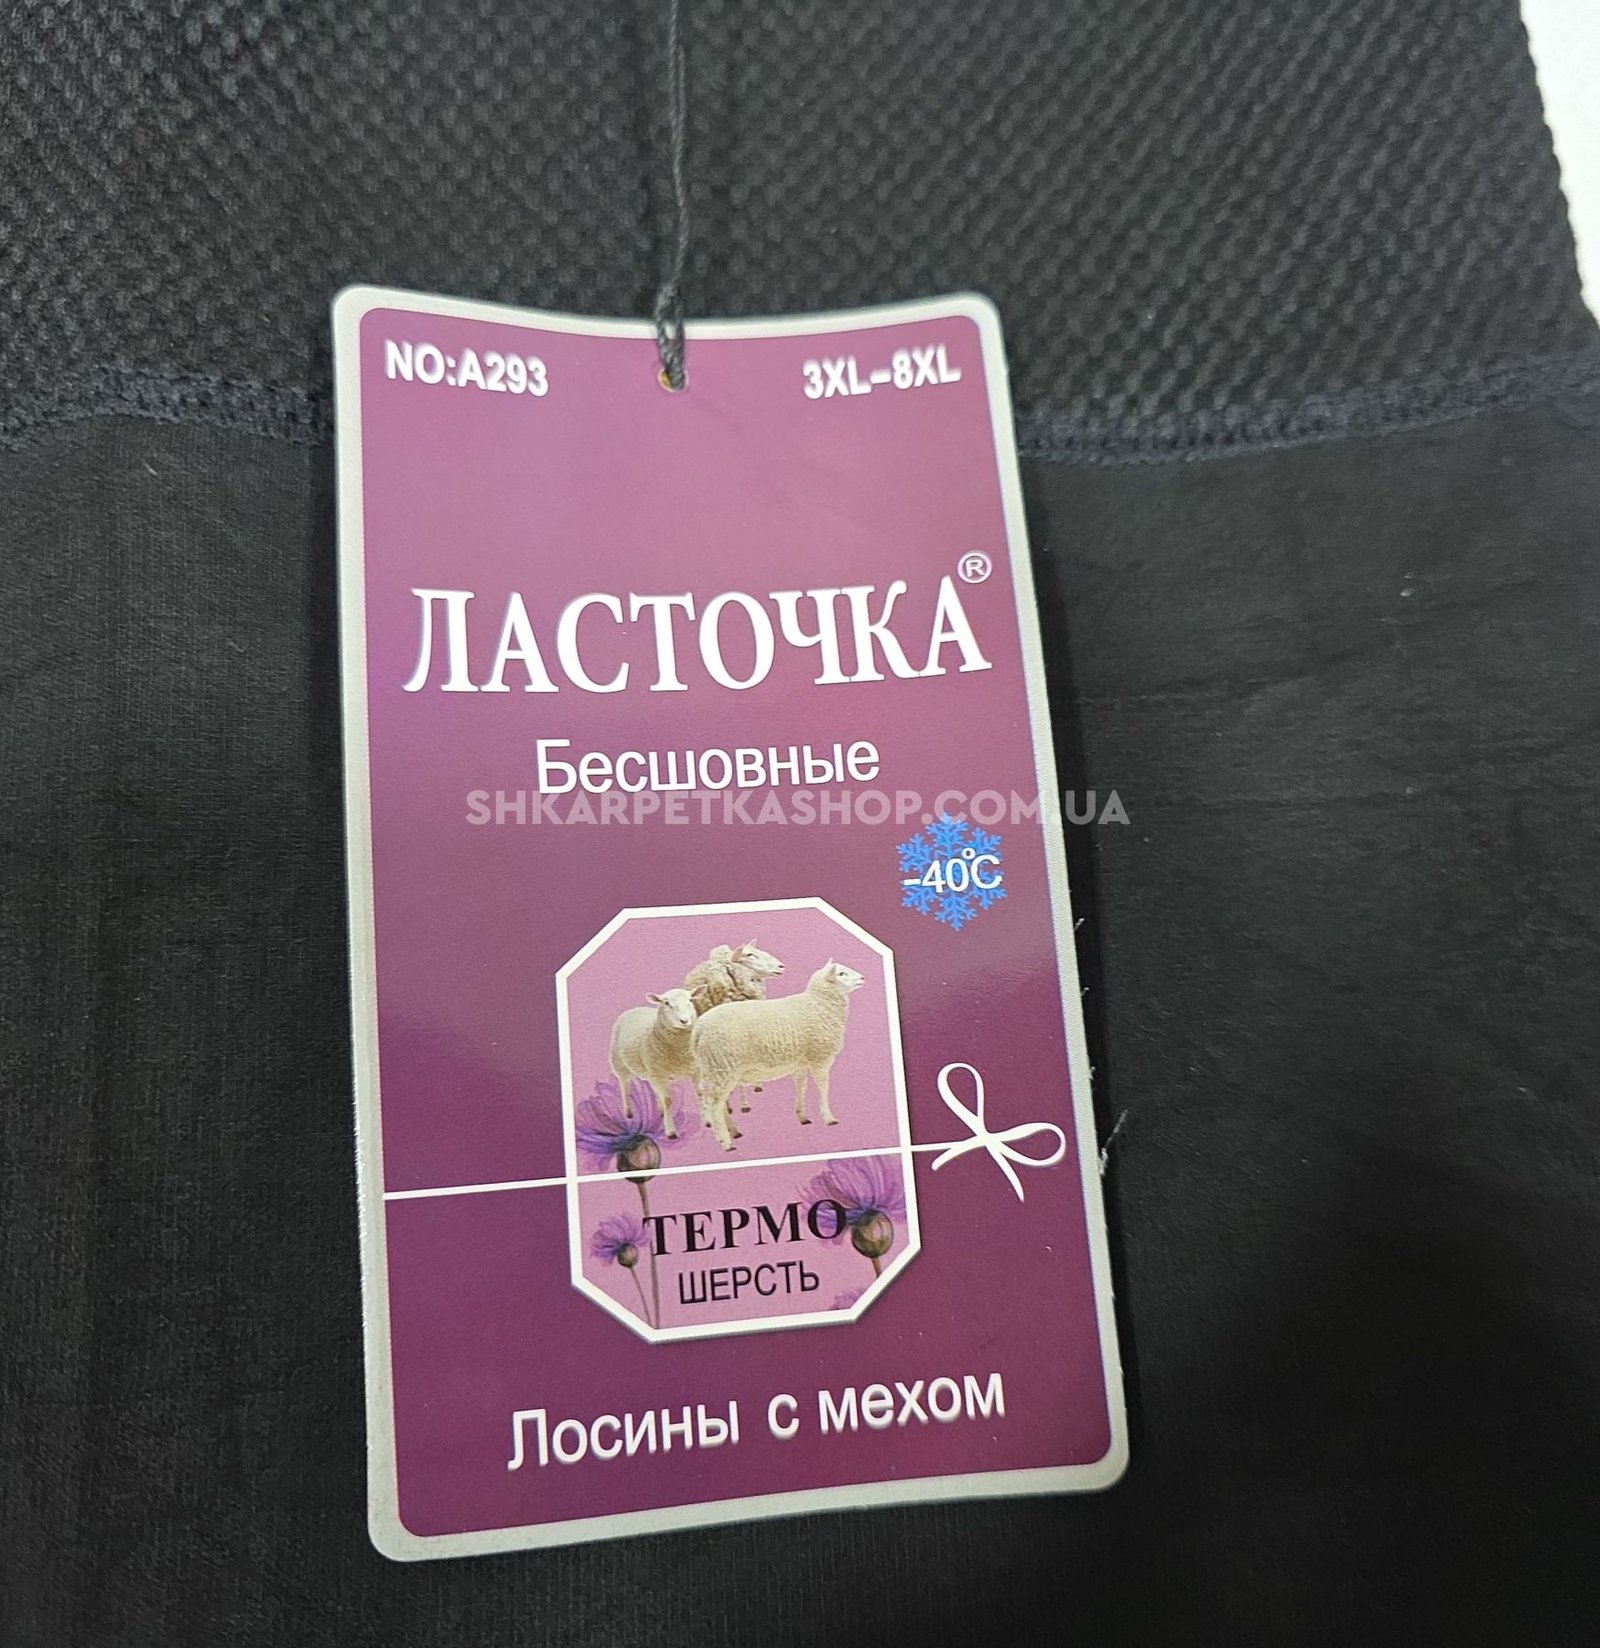 NO:A293
3XL-8XL
ЛАСТОЧКА®
Бесшовные
SHKARPETKASHOP.COM.UA
-40°C
ТЕРМО
ШЕРСТЬ
Лосины с мехом